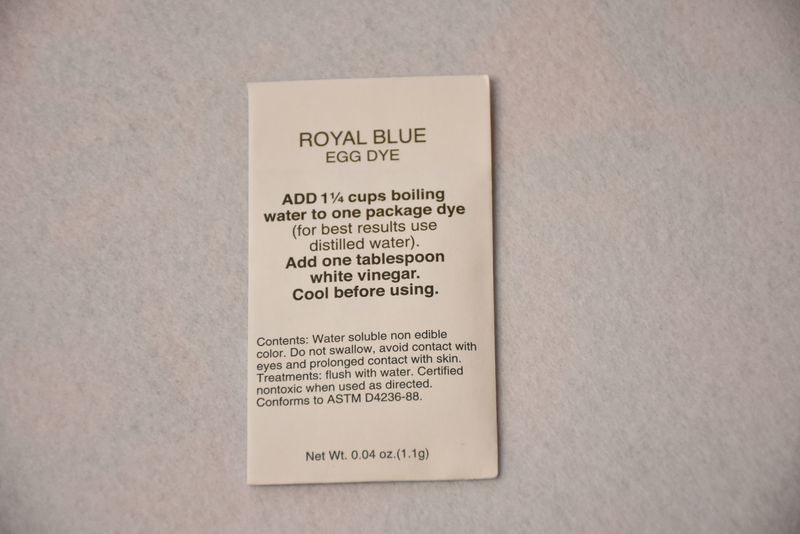 ROYAL BLUE
EGG DYE
ADD 1¼ cups boiling
water to one package dye
(for best results use
distilled water).
Add one tablespoon
white vinegar.
Cool before using.
Contents: Water soluble non edible
color. Do not swallow, avoid contact with
eyes and prolonged contact with skin.
Treatments: flush with water. Certified
nontoxic when used as directed.
Conforms to ASTM D4236-88.
Net Wt. 0.04 oz.(1.1g)